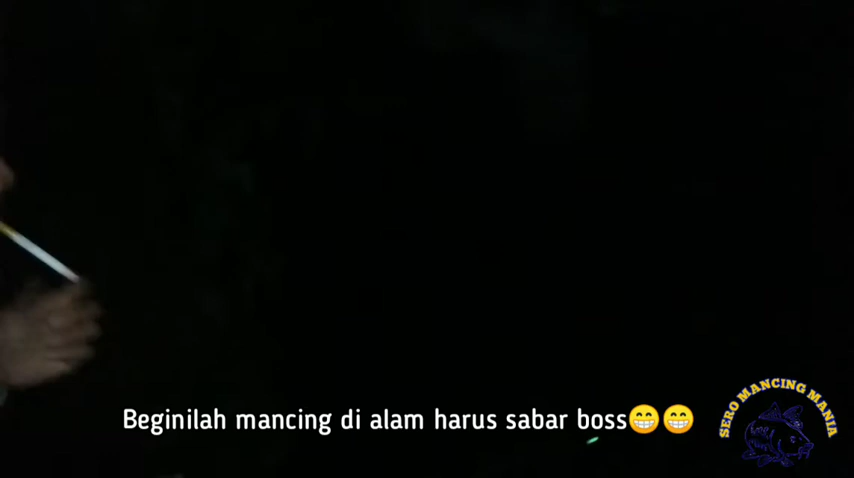 Beginilah mancing di alam harus sabar boss😁😁
SERO MANCING MANIA